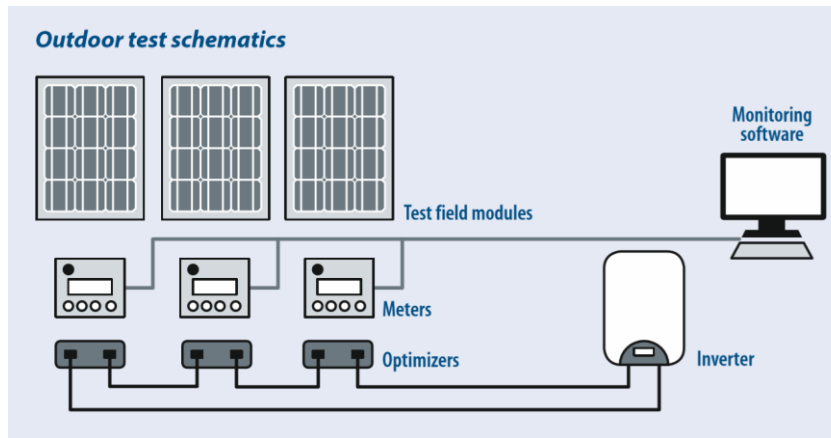 Outdoor test schematics
Monitoring
software
Test field modules
Meters
Optimizers
Inverter